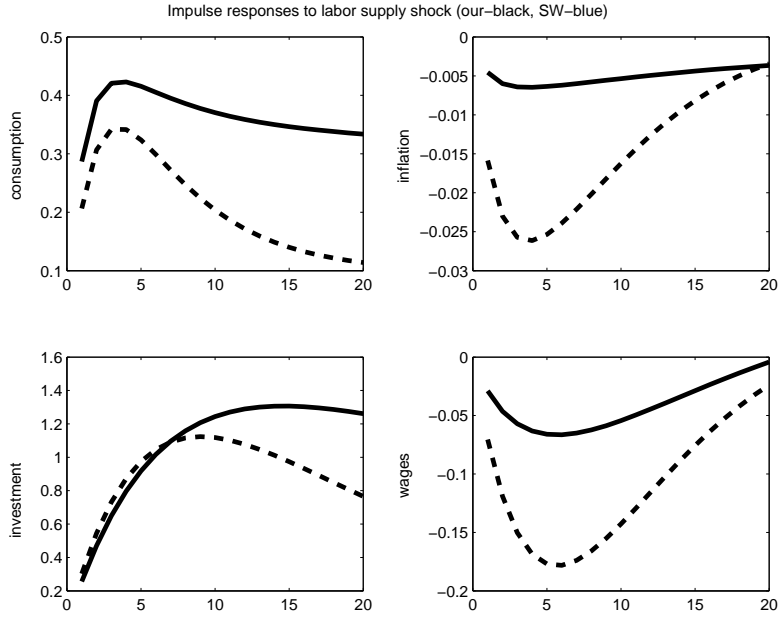 Impulse responses to labor supply shock (our-black, SW-blue)
0.5
0.4
0.3
0.2
0.1
consumption
0 5 10 15 20
0
−0.005
−0.01
−0.015
−0.02
−0.025
−0.03
inflation
0 5 10 15 20
1.6
1.4
1.2
1
0.8
0.6
0.4
0.2
investment
0 5 10 15 20
0
−0.05
−0.1
−0.15
−0.2
wages
0 5 10 15 20